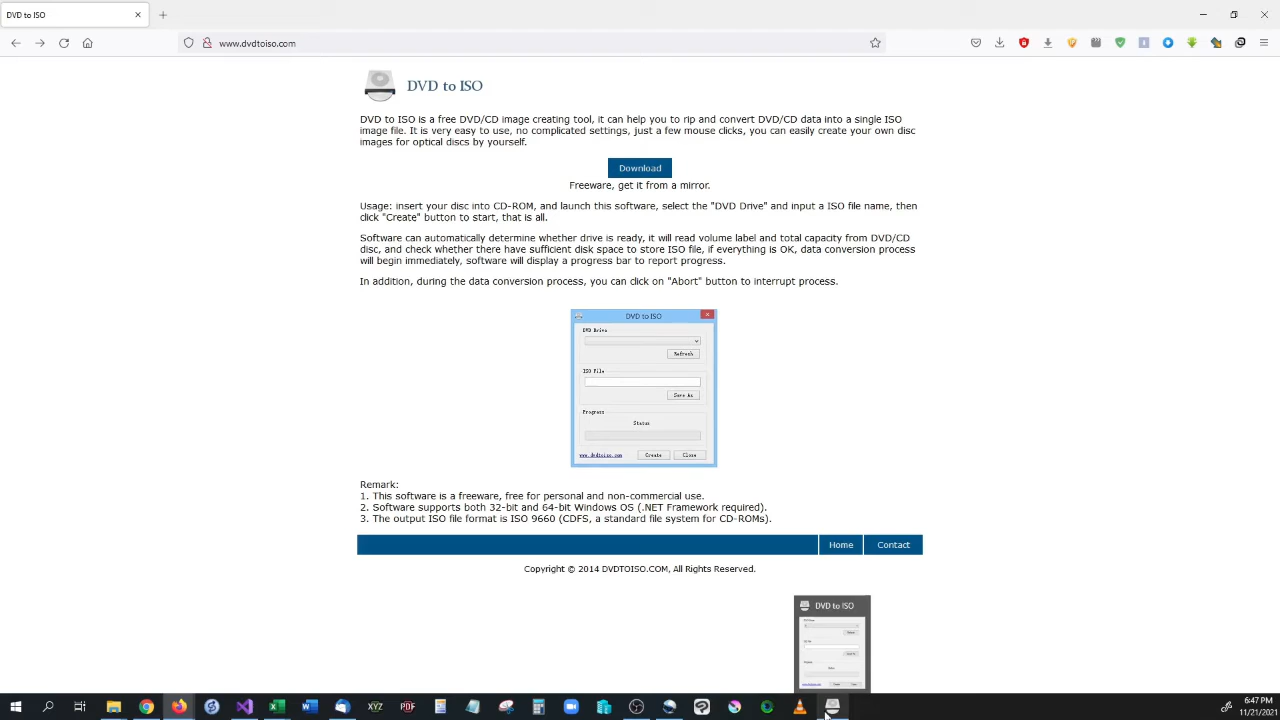 DVD to ISO
www.dvdtoiso.com
DVD to ISO
DVD to ISO is a free DVD/CD image creating tool, it can help you to rip and convert DVD/CD data into a single ISO
image file. It is very easy to use, no complicated settings, just a few mouse clicks, you can easily create your own disc
images for optical discs by yourself.
Download
Freeware, get it from a mirror.
Usage: insert your disc into CD-ROM, and launch this software, select the "DVD Drive" and input a ISO file name, then
click "Create" button to start, that is all.
Software can automatically determine whether drive is ready, it will read volume label and total capacity from DVD/CD
disc, and check whether there have sufficient disk space to store ISO file, if everything is OK, data conversion process
will begin immediately, software will display a progress bar to report progress.
In addition, during the data conversion process, you can click on "Abort" button to interrupt process.
DVD to ISO
DVD Drive
Refresh
ISO File
Save As
Progress
Status
www.dvdtoiso.com Create Close
Remark:
1. This software is a freeware, free for personal and non-commercial use.
2. Software supports both 32-bit and 64-bit Windows OS (.NET Framework required).
3. The output ISO file format is ISO 9660 (CDFS, a standard file system for CD-ROMs).
Home Contact
Copyright © 2014 DVDTOISO.COM, All Rights Reserved.
DVD to ISO
6:47 PM
11/21/2021